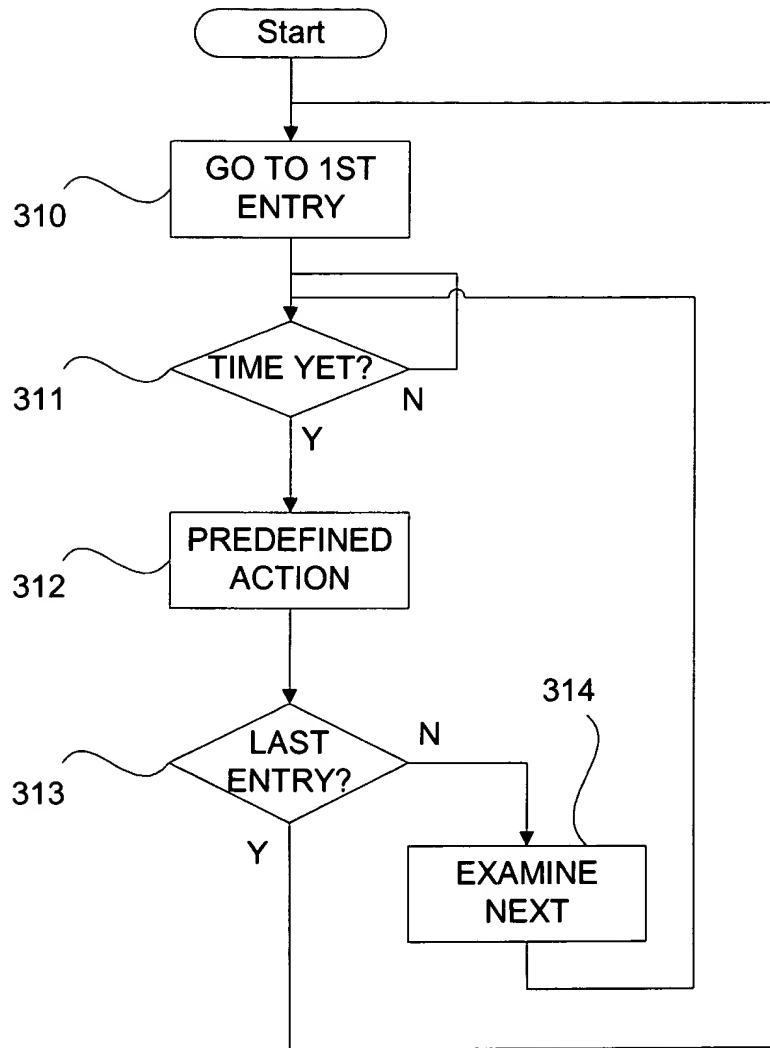 Start
GO TO 1ST
ENTRY
310
TIME YET?
311
N
Y
PREDEFINED
ACTION
312
314
LAST
ENTRY?
N
313
Y
EXAMINE
NEXT